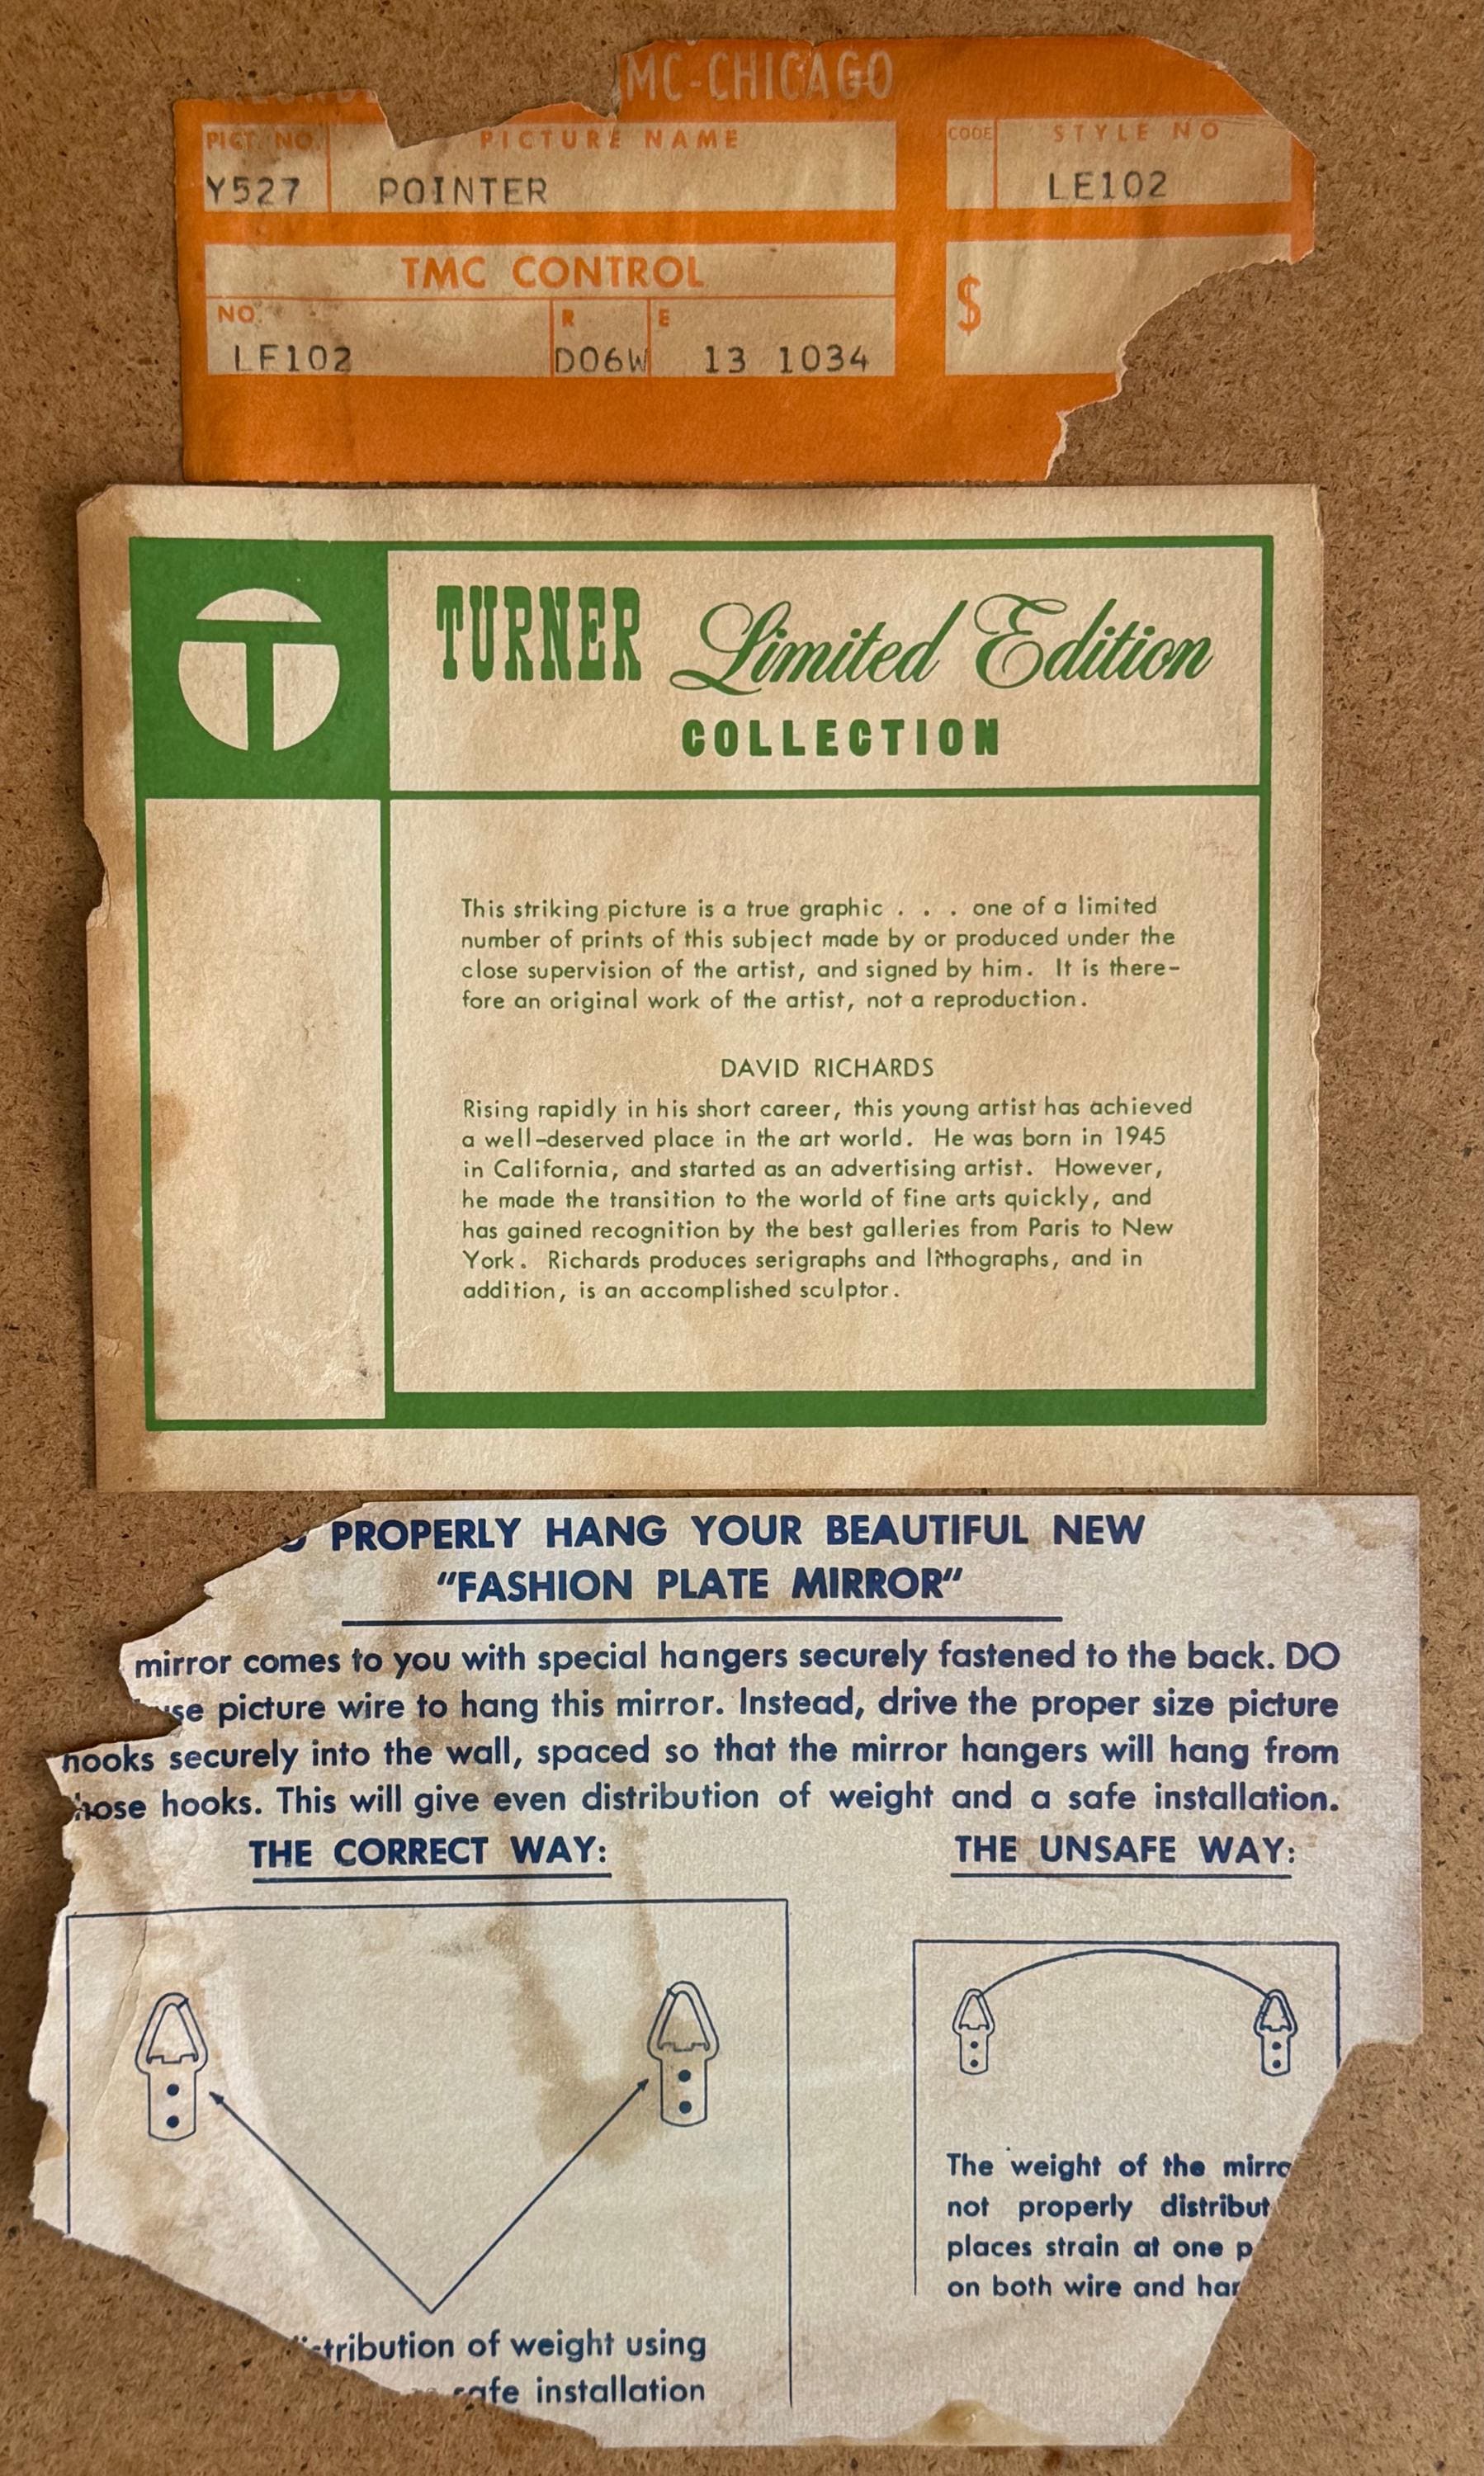 MC-CHICAGO
PICT NO. PICTURE NAME CODE STYLE NO
Y527 POINTER LE102
TMC CONTROL
$
NO. R E
LE102 D06W 13 1034
T
TURNER Limited Edition
COLLECTION
This striking picture is a true graphic . . . one of a limited
number of prints of this subject made by or produced under the
close supervision of the artist, and signed by him. It is there-
fore an original work of the artist, not a reproduction.
DAVID RICHARDS
Rising rapidly in his short career, this young artist has achieved
a well-deserved place in the art world. He was born in 1945
in California, and started as an advertising artist. However,
he made the transition to the world of fine arts quickly, and
has gained recognition by the best galleries from Paris to New
York. Richards produces serigraphs and lithographs, and in
addition, is an accomplished sculptor.
PROPERLY HANG YOUR BEAUTIFUL NEW
"FASHION PLATE MIRROR"
mirror comes to you with special hangers securely fastened to the back. DO
use picture wire to hang this mirror. Instead, drive the proper size picture
hooks securely into the wall, spaced so that the mirror hangers will hang from
hose hooks. This will give even distribution of weight and a safe installation.
THE CORRECT WAY:
THE UNSAFE WAY:
The weight of the mirro
not properly distribut
places strain at one p
on both wire and han
istribution of weight using
safe installation